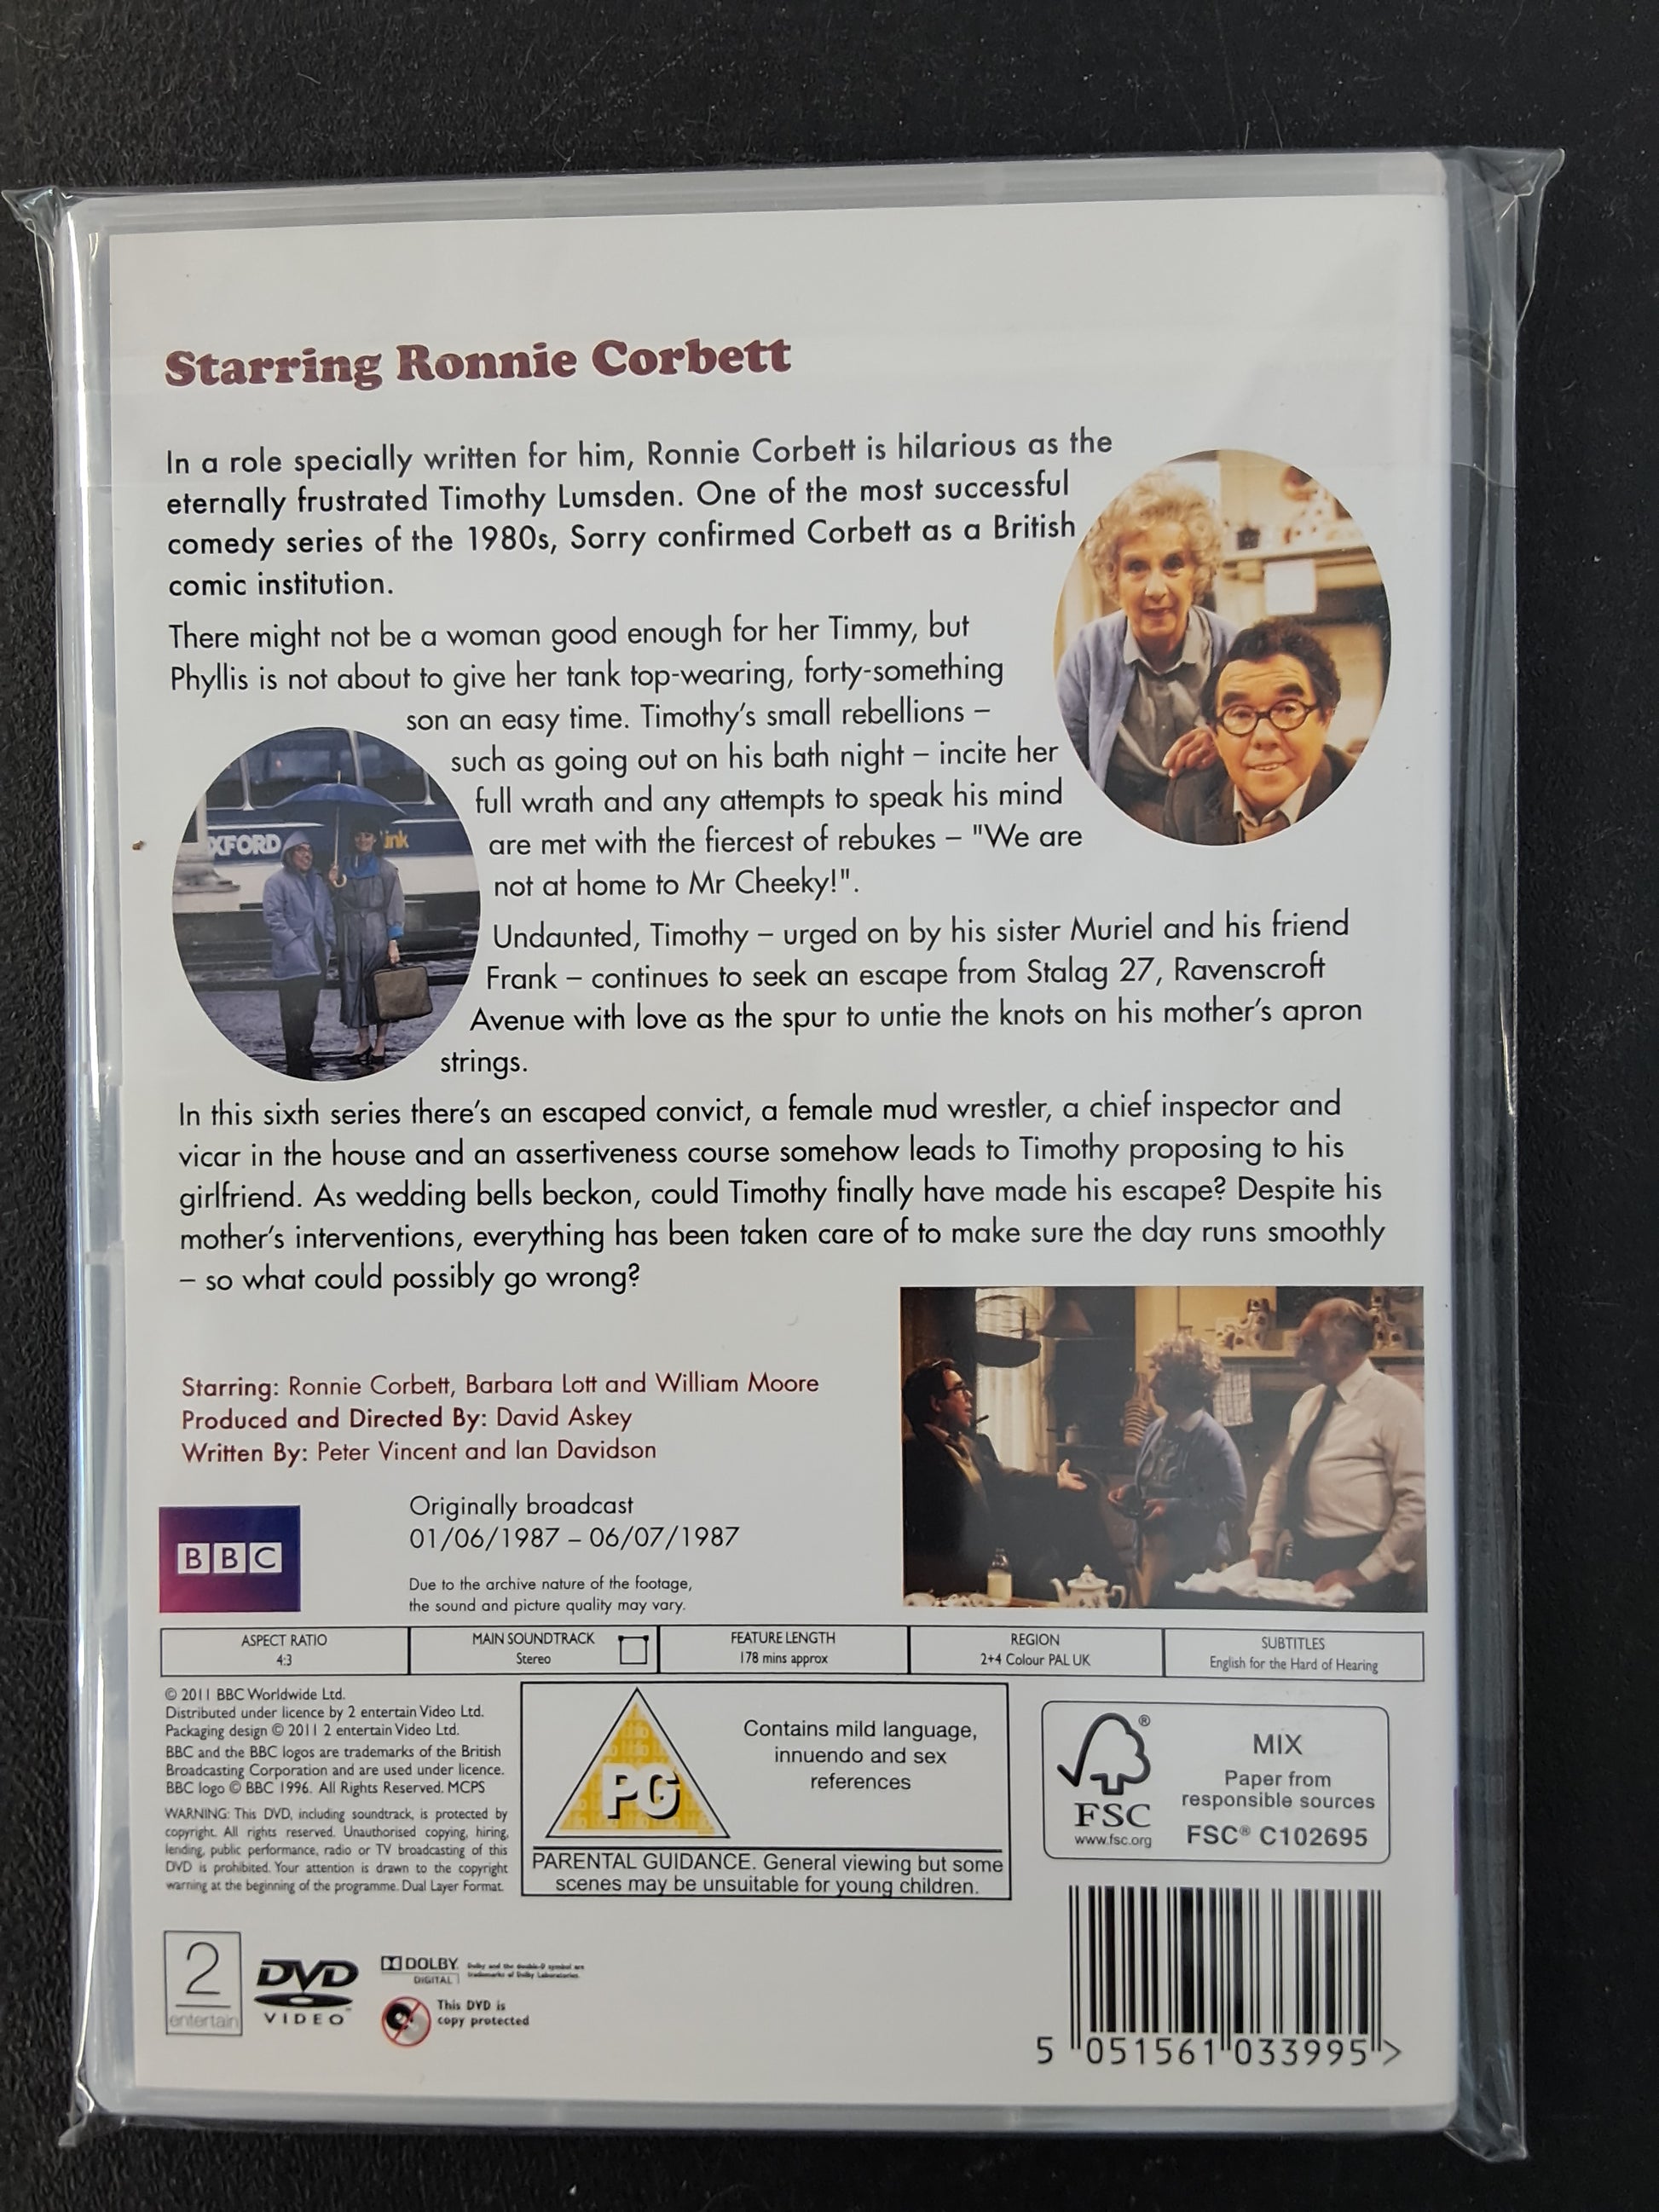 Starring Ronnie Corbett
In a role specially written for him, Ronnie Corbett is hilarious as the
eternally frustrated Timothy Lumsden. One of the most successful
comedy series of the 1980s, Sorry confirmed Corbett as a British
comic institution.
There might not be a woman good enough for her Timmy, but
Phyllis is not about to give her tank top-wearing, forty-something
son an easy time. Timothy's small rebellions –
such as going out on his bath night – incite her
full wrath and any attempts to speak his mind
are met with the fiercest of rebukes – "We are
not at home to Mr Cheeky!".
XFORD
ink
Undaunted, Timothy – urged on by his sister Muriel and his friend
Frank – continues to seek an escape from Stalag 27, Ravenscroft
Avenue with love as the spur to untie the knots on his mother's apron
strings.
In this sixth series there's an escaped convict, a female mud wrestler, a chief inspector and
vicar in the house and an assertiveness course somehow leads to Timothy proposing to his
girlfriend. As wedding bells beckon, could Timothy finally have made his escape? Despite his
mother's interventions, everything has been taken care of to make sure the day runs smoothly
– so what could possibly go wrong?
Starring: Ronnie Corbett, Barbara Lott and William Moore
Produced and Directed By: David Askey
Written By: Peter Vincent and Ian Davidson
BBC
Originally broadcast
01/06/1987 – 06/07/1987
Due to the archive nature of the footage,
the sound and picture quality may vary.
ASPECT RATIO
4:3
MAIN SOUNDTRACK
Stereo
FEATURE LENGTH
178 mins approx
REGION
2+4 Colour PAL UK
SUBTITLES
English for the Hard of Hearing
© 2011 BBC Worldwide Ltd.
Distributed under licence by 2 entertain Video Ltd.
Packaging design © 2011 2 entertain Video Ltd.
BBC and the BBC logos are trademarks of the British
Broadcasting Corporation and are used under licence.
BBC logo © BBC 1996. All Rights Reserved. MCPS
WARNING: This DVD, including soundtrack, is protected by
copyright. All rights reserved. Unauthorised copying, hiring,
lending, public performance, radio or TV broadcasting of this
DVD is prohibited. Your attention is drawn to the copyright
warning at the beginning of the programme. Dual Layer Format.
PG
Contains mild language,
innuendo and sex
references
PARENTAL GUIDANCE. General viewing but some
scenes may be unsuitable for young children.
®
FSC
www.fsc.org
MIX
Paper from
responsible sources
FSC® C102695
2
entertain
DVD
VIDEO™
DOLBY
DIGITAL
Dolby and the double-D symbol are
trademarks of Dolby Laboratories.
This DVD is
copy protected
5 051561 033995 >